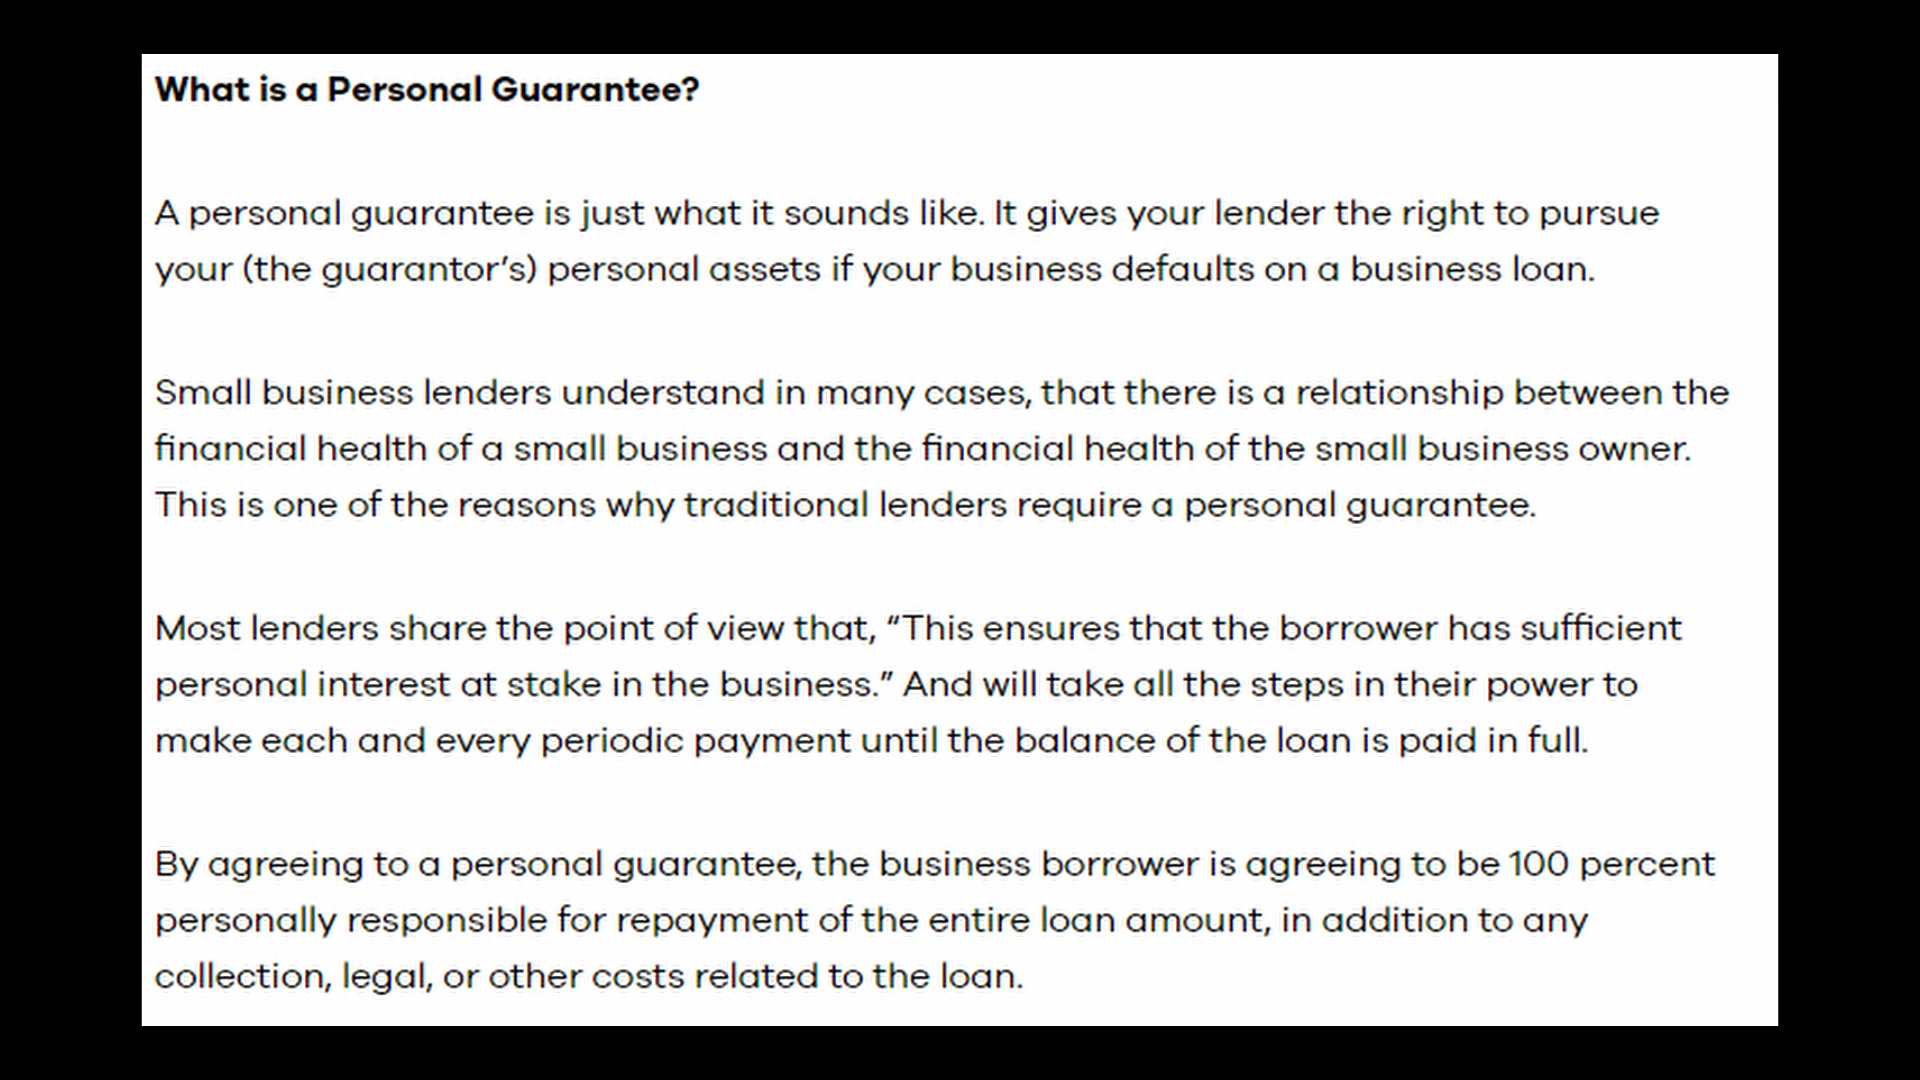 What is a Personal Guarantee?
A personal guarantee is just what it sounds like. It gives your lender the right to pursue
your (the guarantor’s) personal assets if your business defaults on a business loan.
Small business lenders understand in many cases, that there is a relationship between the
financial health of a small business and the financial health of the small business owner.
This is one of the reasons why traditional lenders require a personal guarantee.
Most lenders share the point of view that, “This ensures that the borrower has sufficient
personal interest at stake in the business.” And will take all the steps in their power to
make each and every periodic payment until the balance of the loan is paid in full.
By agreeing to a personal guarantee, the business borrower is agreeing to be 100 percent
personally responsible for repayment of the entire loan amount, in addition to any
collection, legal, or other costs related to the loan.